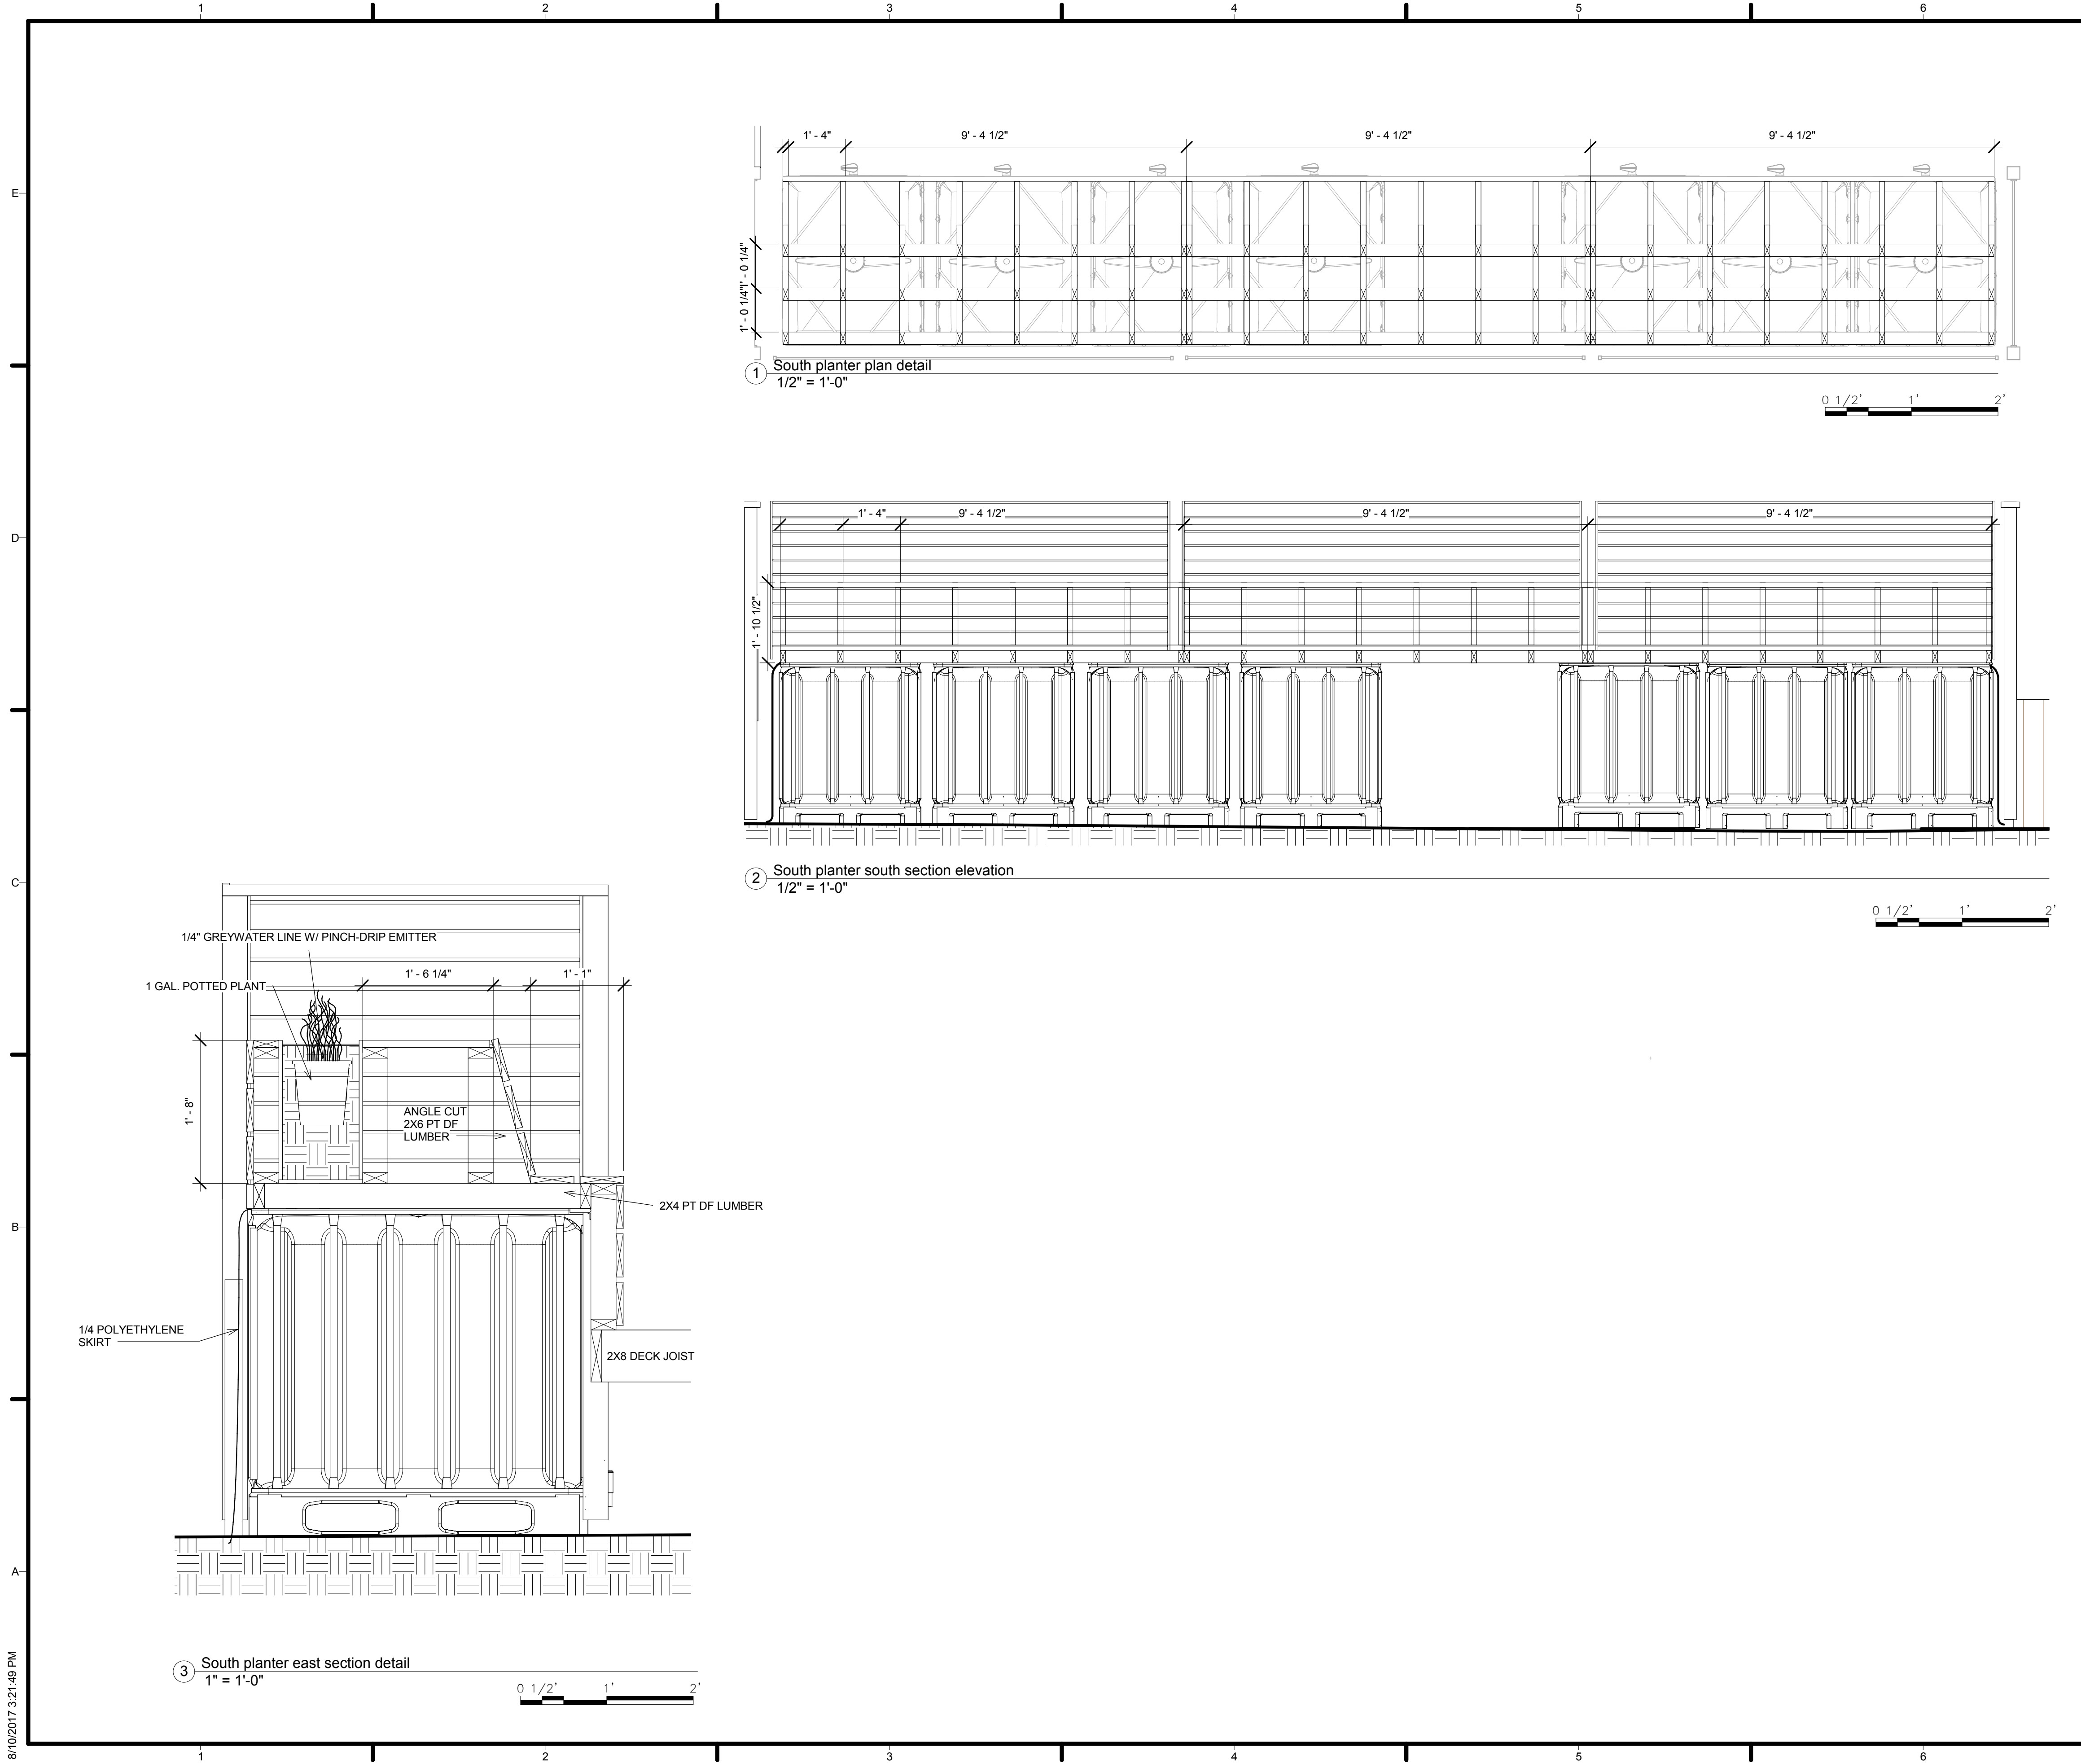 1 2 3 4 5 6
E
D
C
B
A
1' - 4" 9' - 4 1/2" 9' - 4 1/2" 9' - 4 1/2"
1' - 0 1/4"
1' - 0 1/4"
1 South planter plan detail
1/2" = 1'-0"
0 1/2' 1' 2'
1' - 4" 9' - 4 1/2" 9' - 4 1/2" 9' - 4 1/2"
1' - 10 1/2"
2 South planter south section elevation
1/2" = 1'-0"
0 1/2' 1' 2'
1/4" GREYWATER LINE W/ PINCH-DRIP EMITTER
1' - 6 1/4" 1' - 1"
1 GAL. POTTED PLANT
1' - 8"
ANGLE CUT
2X6 PT DF
LUMBER
2X4 PT DF LUMBER
1/4 POLYETHYLENE
SKIRT
2X8 DECK JOIST
3 South planter east section detail
1" = 1'-0"
0 1/2' 1' 2'
8/10/2017 3:21:49 PM
1 2 3 4 5 6